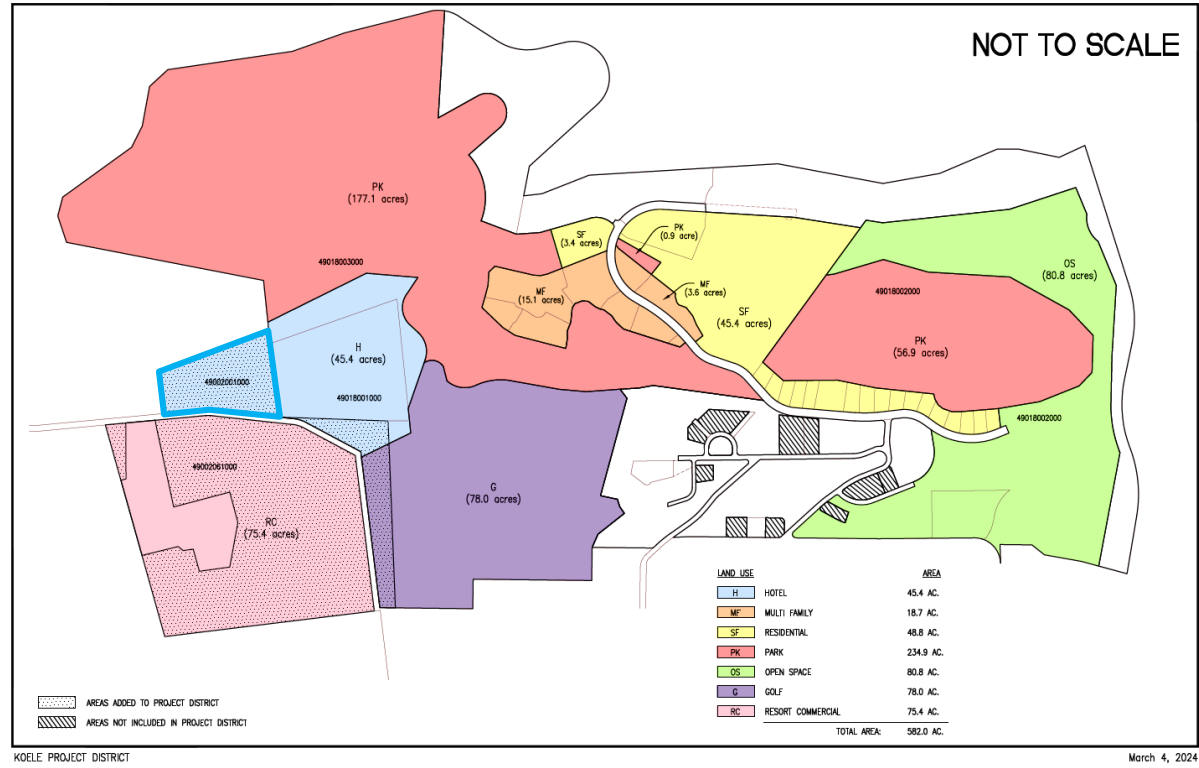 NOT TO SCALE
PK
(177.1 acres)
SF
(3.4 acres)
PK
(0.9 acre)
OS
(80.8 acres)
49018003000
MF
(15.1 acres)
MF
(3.6 acres)
49018002000
SF
(45.4 acres)
H
(45.4 acres)
PK
(56.9 acres)
49002001000
49018001000
49018002000
49002061000
G
(78.0 acres)
RC
(75.4 acres)
LAND USE AREA
H HOTEL 45.4 AC.
MF MULTI FAMILY 18.7 AC.
SF RESIDENTIAL 48.8 AC.
PK PARK 234.9 AC.
OS OPEN SPACE 80.8 AC.
G GOLF 78.0 AC.
RC RESORT COMMERCIAL 75.4 AC.
TOTAL AREA: 582.0 AC.
AREAS ADDED TO PROJECT DISTRICT
AREAS NOT INCLUDED IN PROJECT DISTRICT
KOELE PROJECT DISTRICT March 4, 2024